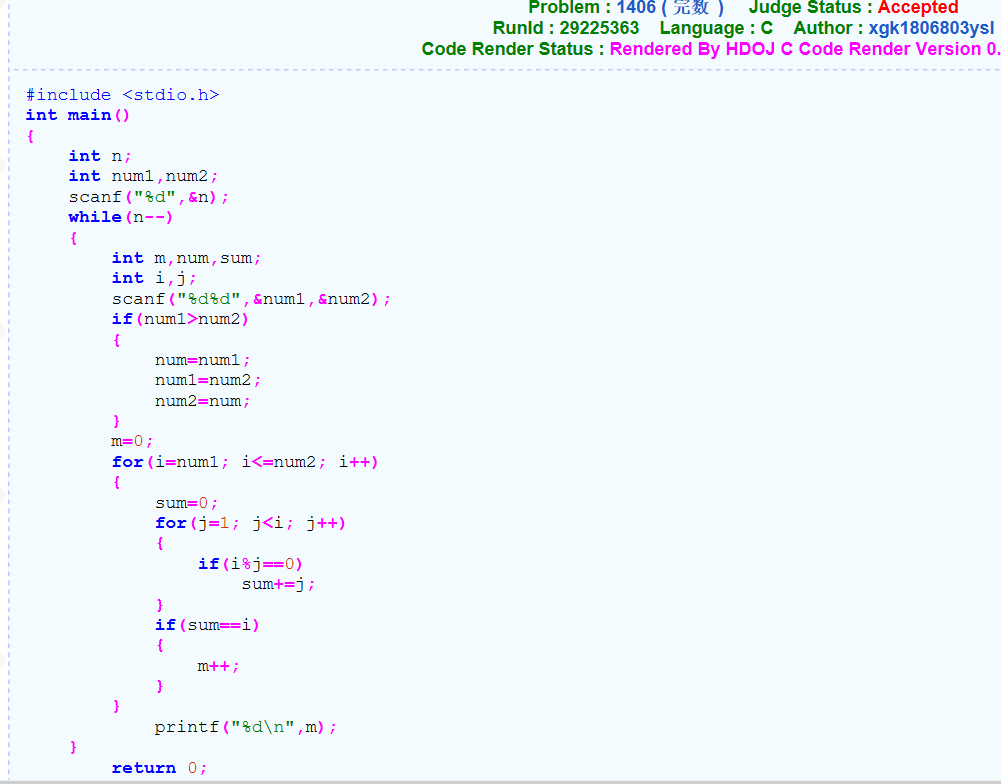 Problem : 1406 ( 完数 )     Judge Status : Accepted
RunId : 29225363    Language : C    Author : xgk1806803ysl
Code Render Status : Rendered By HDOJ C Code Render Version 0.
#include <stdio.h>
int main()
{
    int n;
    int num1,num2;
    scanf("%d",&n);
    while(n--)
    {
        int m,num,sum;
        int i,j;
        scanf("%d%d",&num1,&num2);
        if(num1>num2)
        {
            num=num1;
            num1=num2;
            num2=num;
        }
        m=0;
        for(i=num1; i<=num2; i++)
        {
            sum=0;
            for(j=1; j<i; j++)
            {
                if(i%j==0)
                    sum+=j;
            }
            if(sum==i)
            {
                m++;
            }
        }
            printf("%d\n",m);
    }
        return 0;